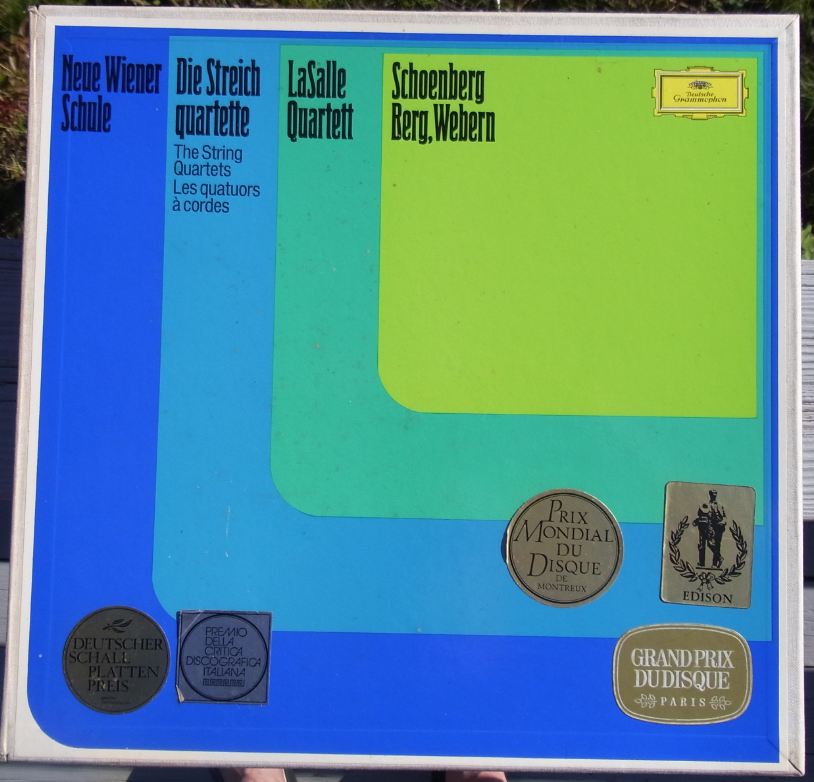 Neue Wiener
Schule
Die Streich
quartette
The String
Quartets
Les quatuors
à cordes
LaSalle
Quartett
Schoenberg
Berg, Webern
Deutsche
Grammophon
PRIX
MONDIAL
DU
DISQUE
DE
MONTREUX
EDISON
DEUTSCHER
SCHALL
PLATTEN
PREIS
PREMIO
DELLA
CRITICA
DISCOGRAFICA
ITALIANA
GRAND PRIX
DU DISQUE
PARIS